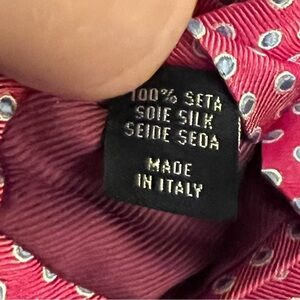 100% SETA
SOIE SILK
SEIDE SEDA
MADE
IN ITALY